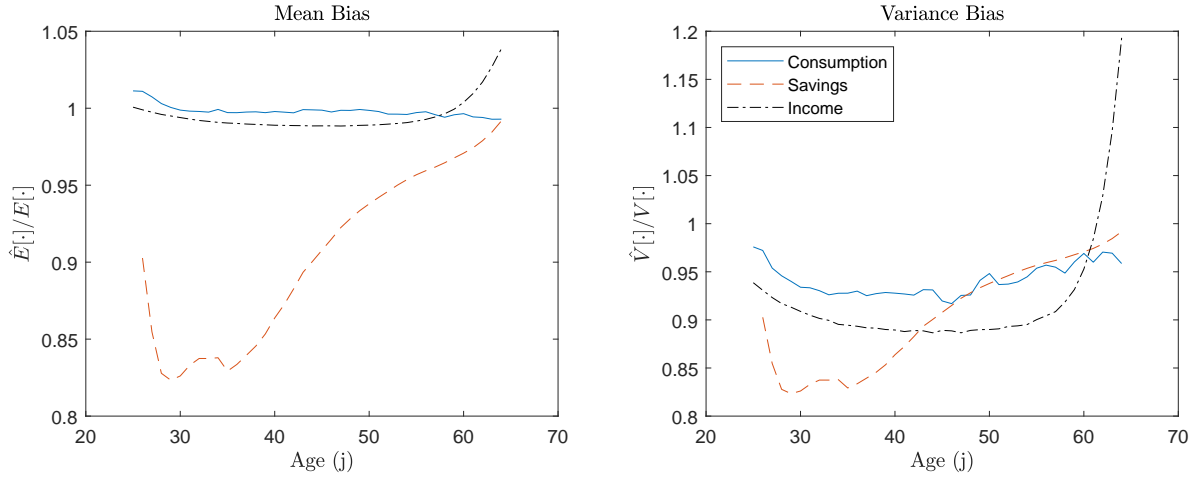 Mean Bias
1.05
1
0.95
0.9
0.85
0.8
Ê[·]/E[·]
20 30 40 50 60 70
Age (j)
Variance Bias
1.2
1.15
1.1
1.05
1
0.95
0.9
0.85
0.8
V̂[·]/V[·]
Consumption
Savings
Income
20 30 40 50 60 70
Age (j)